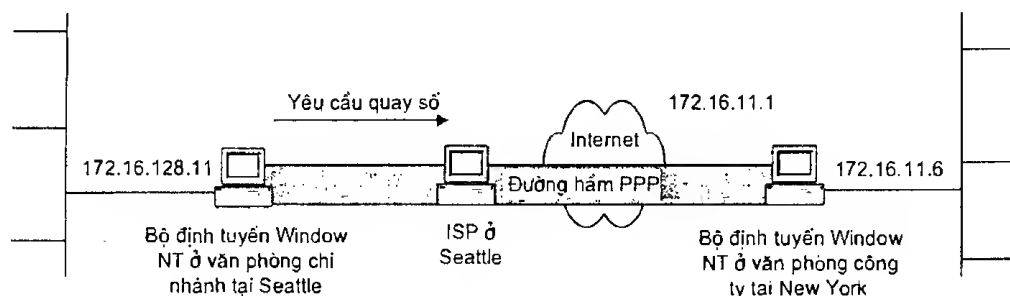 172.16.11.1
Yêu cầu quay số
Internet
172.16.128.11
172.16.11.6
Đường hầm PPP
Bộ định tuyến Window
NT ở văn phòng chi
nhánh tại Seattle
ISP ở
Seattle
Bộ định tuyến Window
NT ở văn phòng công
ty tại New York